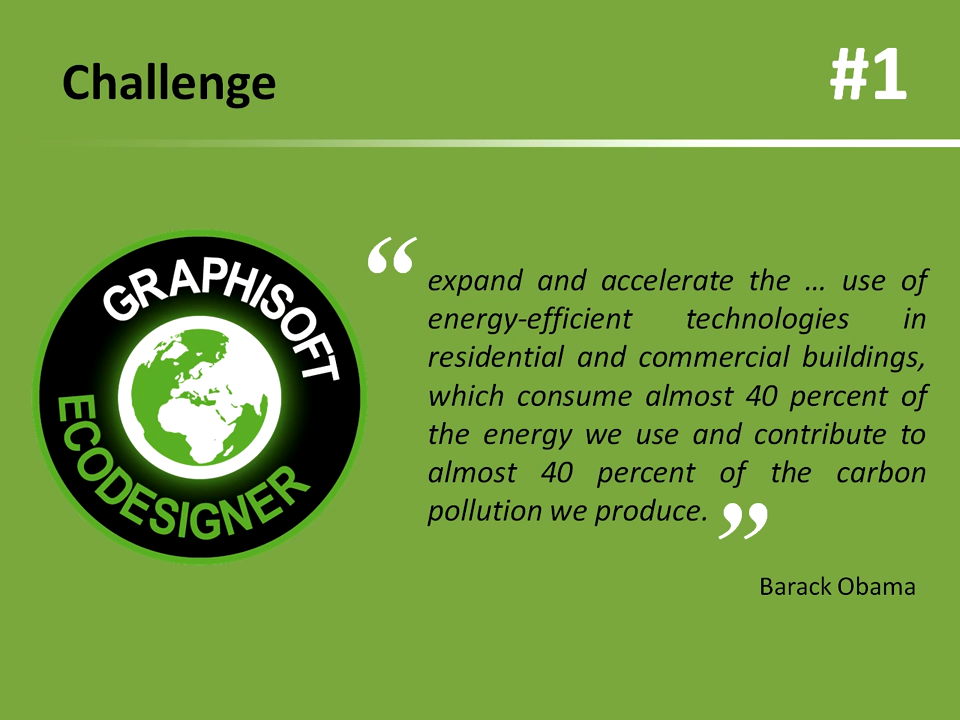 Challenge
#1
GRAPHISOFT
ECODESIGNER
“
expand and accelerate the … use of
energy-efficient technologies in
residential and commercial buildings,
which consume almost 40 percent of
the energy we use and contribute to
almost 40 percent of the carbon
pollution we produce. ”
Barack Obama